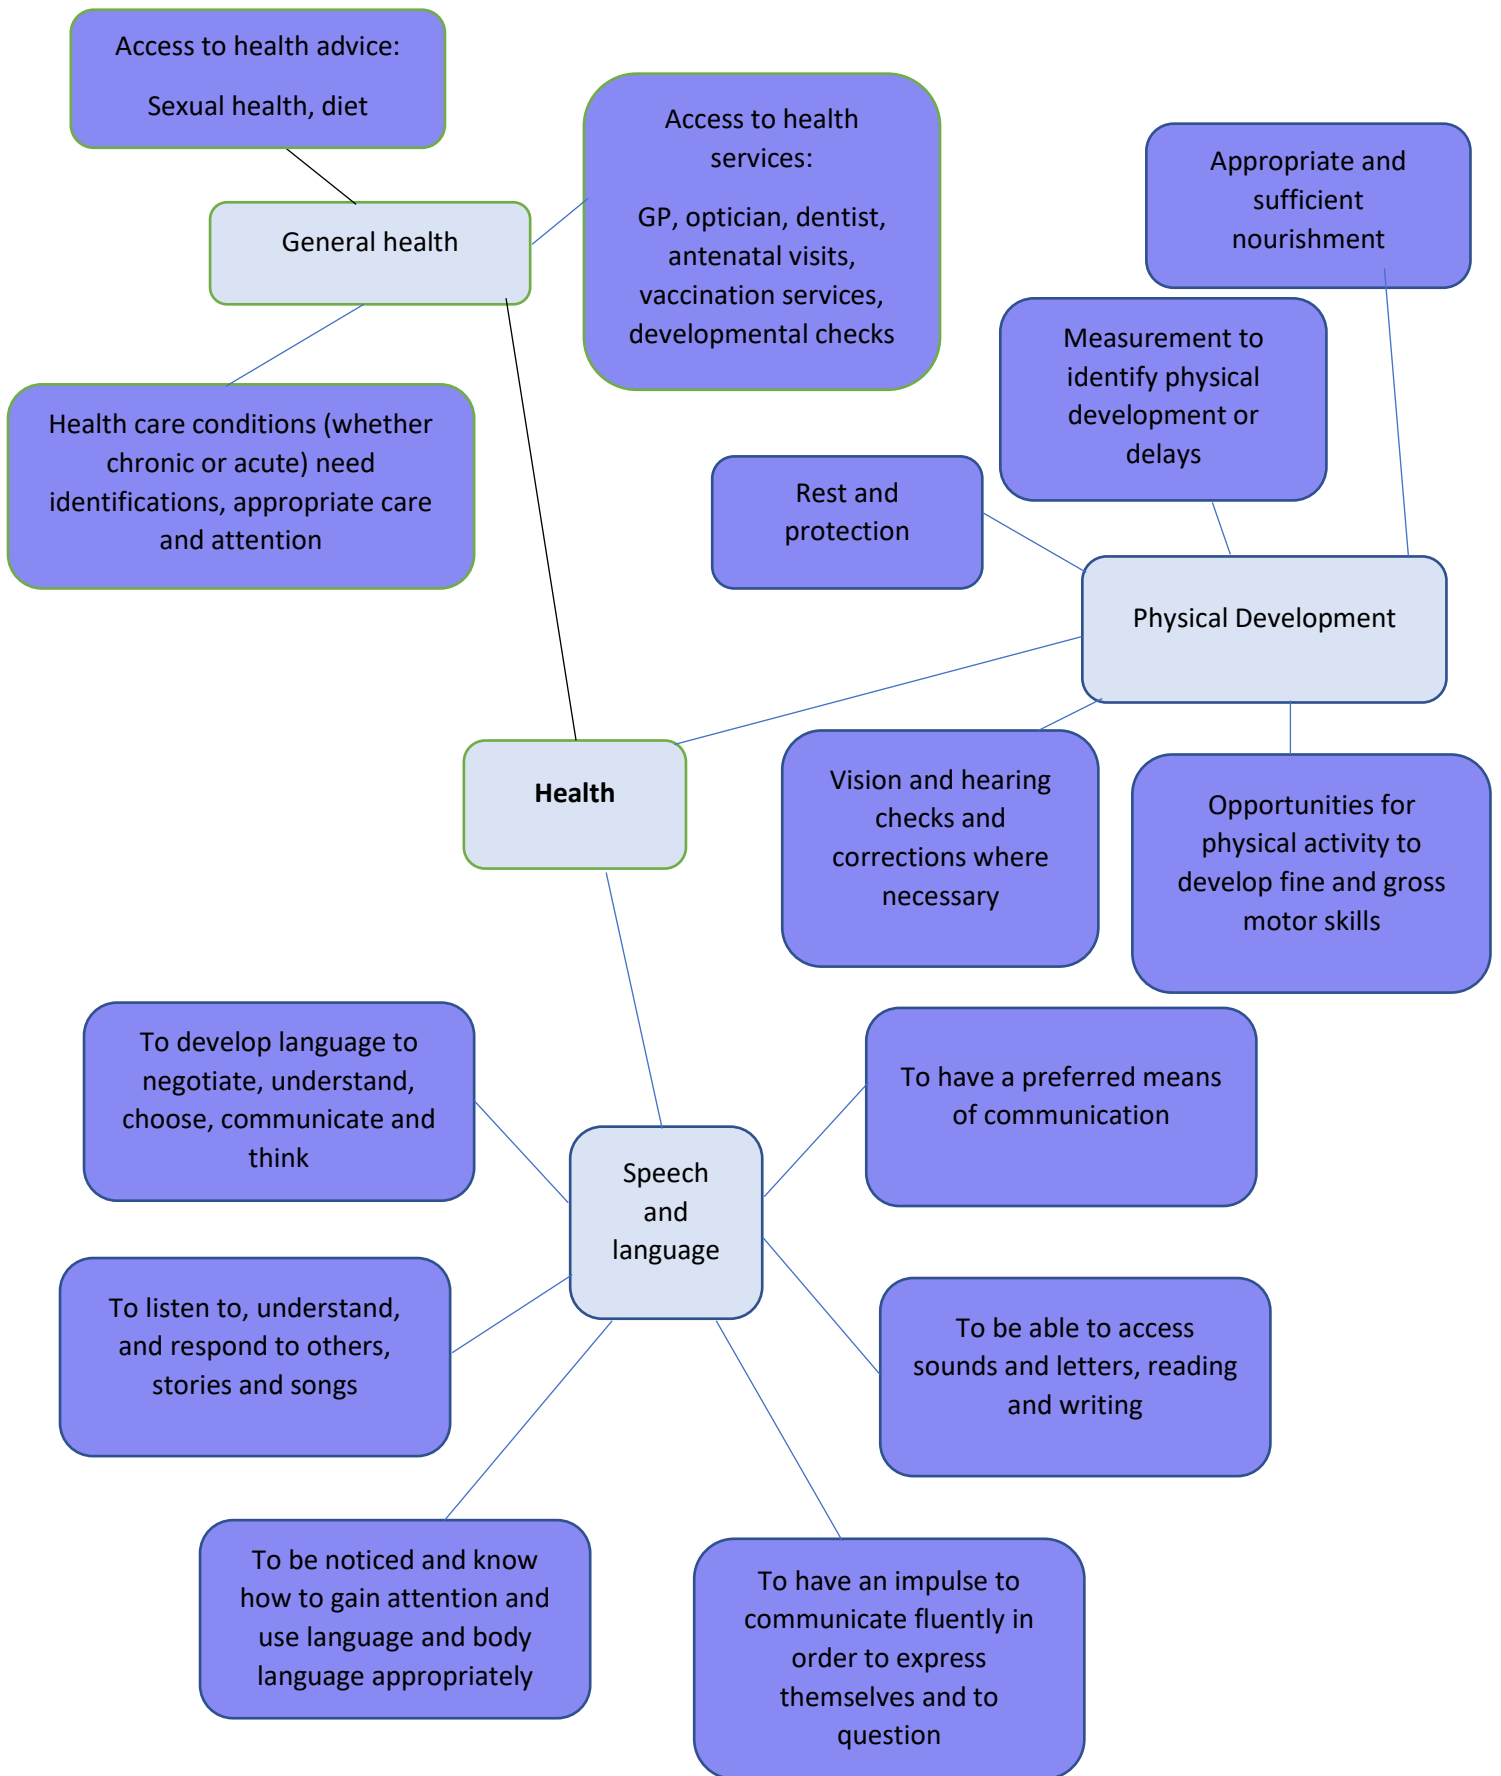 Access to health advice:
Sexual health, diet
Access to health
services:
GP, optician, dentist,
antenatal visits,
vaccination services,
developmental checks
Appropriate and
sufficient
nourishment
General health
Measurement to
identify physical
development or
delays
Health care conditions (whether
chronic or acute) need
identifications, appropriate care
and attention
Rest and
protection
Physical Development
Health
Vision and hearing
checks and
corrections where
necessary
Opportunities for
physical activity to
develop fine and gross
motor skills
To develop language to
negotiate, understand,
choose, communicate and
think
To have a preferred means
of communication
Speech
and
language
To listen to, understand,
and respond to others,
stories and songs
To be able to access
sounds and letters, reading
and writing
To be noticed and know
how to gain attention and
use language and body
language appropriately
To have an impulse to
communicate fluently in
order to express
themselves and to
question